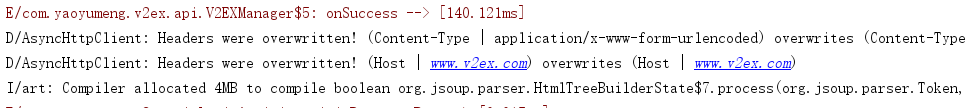 E/com.yaoyumeng.v2ex.api.V2EXManager$5: onSuccess --> [140.121ms]
D/AsyncHttpClient: Headers were overwritten! (Content-Type | application/x-www-form-urlencoded) overwrites (Content-Type
D/AsyncHttpClient: Headers were overwritten! (Host | www.v2ex.com) overwrites (Host | www.v2ex.com)
I/art: Compiler allocated 4MB to compile boolean org.jsoup.parser.HtmlTreeBuilderState$7.process(org.jsoup.parser.Token,